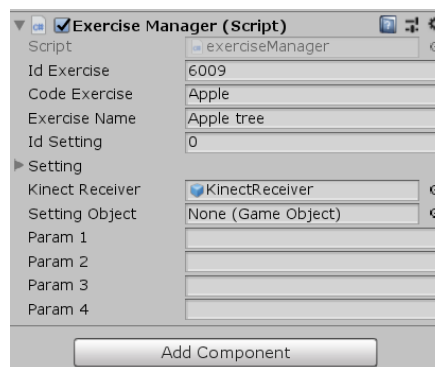 Exercise Manager (Script)
Script exerciseManager
Id Exercise 6009
Code Exercise Apple
Exercise Name Apple tree
Id Setting 0
Setting
Kinect Receiver KinectReceiver
Setting Object None (Game Object)
Param 1
Param 2
Param 3
Param 4
Add Component